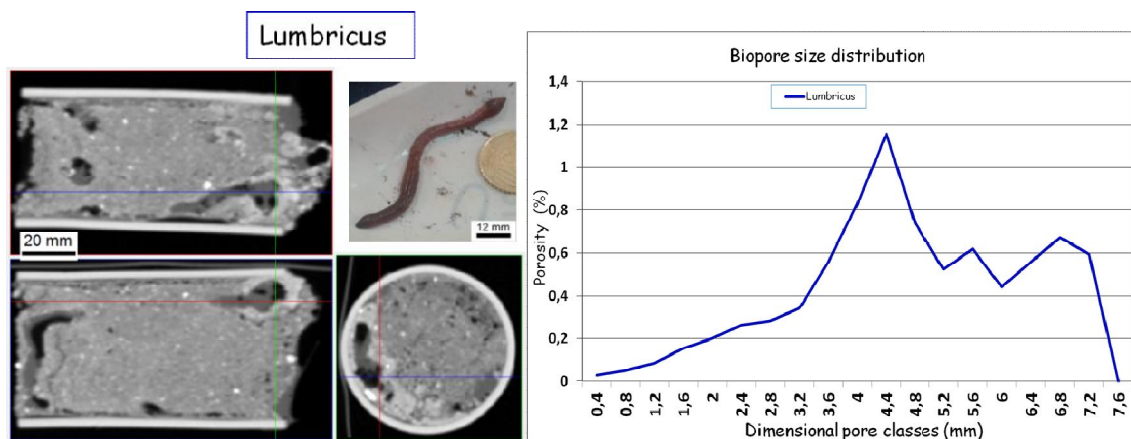 Lumbricus
20 mm
12 mm
Biopore size distribution
Lumbricus
Porosity (%)
1,4
1,2
1
0,8
0,6
0,4
0,2
0
0,4 0,8 1,2 1,6 2 2,4 2,8 3,2 3,6 4 4,4 4,8 5,2 5,6 6 6,4 6,8 7,2 7,6
Dimensional pore classes (mm)